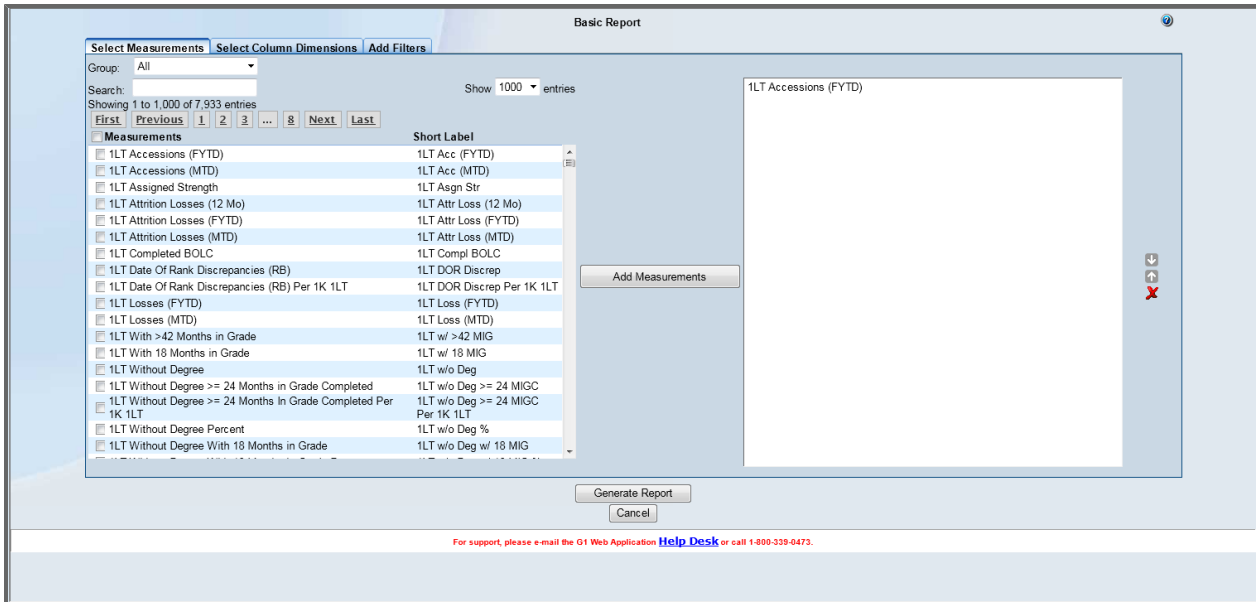 Basic Report
Select Measurements Select Column Dimensions Add Filters
Group: All
Search:
Show 1000 entries
Showing 1 to 1,000 of 7,933 entries
First Previous 1 2 3 ... 8 Next Last
Measurements Short Label
1LT Accessions (FYTD) 1LT Acc (FYTD)
1LT Accessions (MTD) 1LT Acc (MTD)
1LT Assigned Strength 1LT Asgn Str
1LT Attrition Losses (12 Mo) 1LT Attr Loss (12 Mo)
1LT Attrition Losses (FYTD) 1LT Attr Loss (FYTD)
1LT Attrition Losses (MTD) 1LT Attr Loss (MTD)
1LT Completed BOLC 1LT Compl BOLC
1LT Date Of Rank Discrepancies (RB) 1LT DOR Discrep
1LT Date Of Rank Discrepancies (RB) Per 1K 1LT 1LT DOR Discrep Per 1K 1LT
1LT Losses (FYTD) 1LT Loss (FYTD)
1LT Losses (MTD) 1LT Loss (MTD)
1LT With >42 Months in Grade 1LT w/ >42 MIG
1LT With 18 Months in Grade 1LT w/ 18 MIG
1LT Without Degree 1LT w/o Deg
1LT Without Degree >= 24 Months in Grade Completed 1LT w/o Deg >= 24 MIGC
1LT Without Degree >= 24 Months In Grade Completed Per 1LT w/o Deg >= 24 MIGC
1K 1LT Per 1K 1LT
1LT Without Degree Percent 1LT w/o Deg %
1LT Without Degree With 18 Months in Grade 1LT w/o Deg w/ 18 MIG
Add Measurements
1LT Accessions (FYTD)
Generate Report
Cancel
For support, please e-mail the G1 Web Application Help Desk or call 1-800-339-0473.